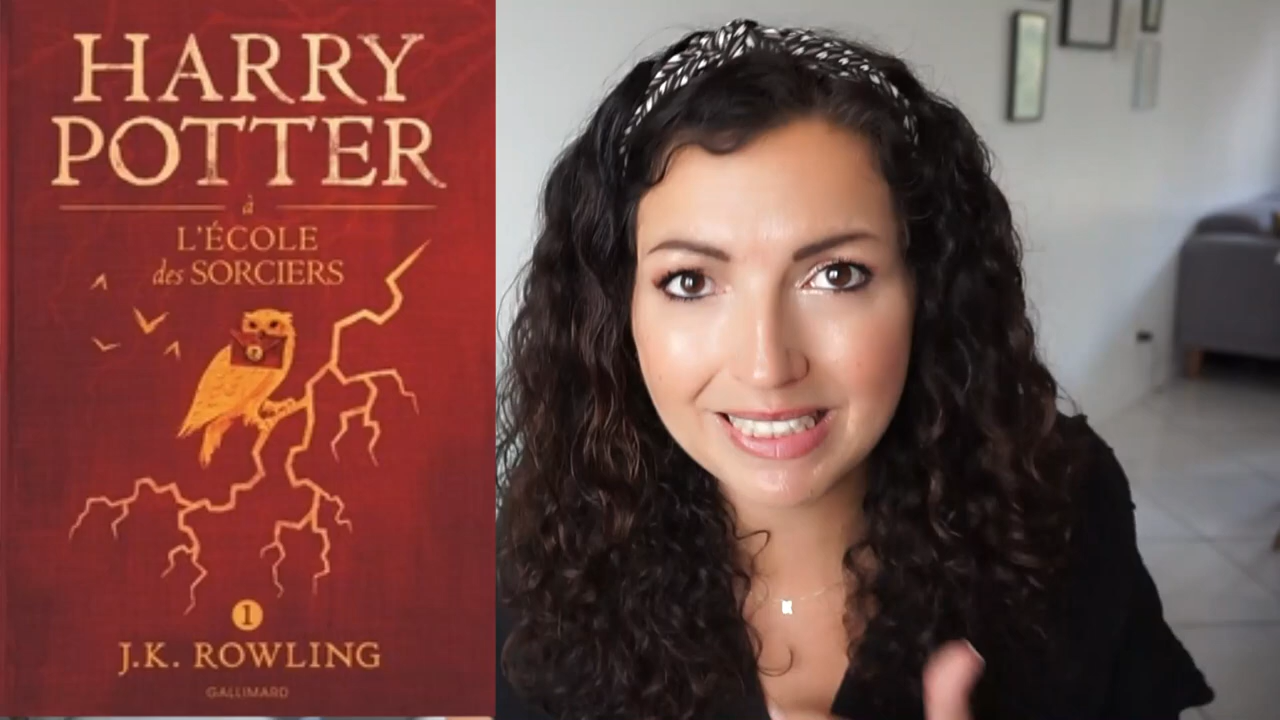 HARRY
POTTER
à
L'ÉCOLE
des SORCIERS
1
J.K. ROWLING
GALLIMARD